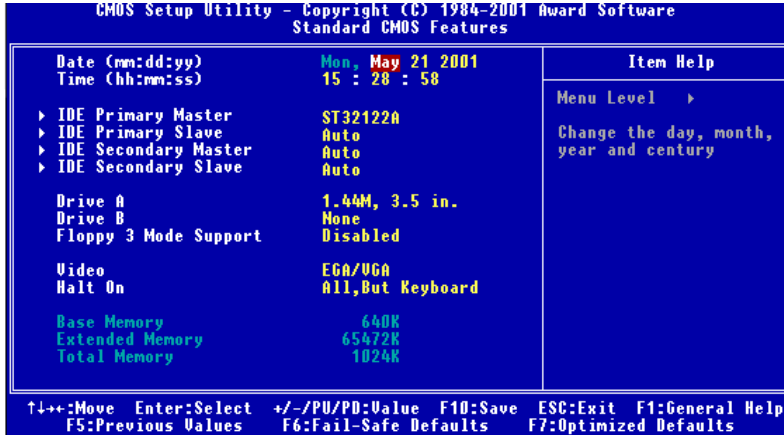 CMOS Setup Utility - Copyright (C) 1984-2001 Award Software
Standard CMOS Features
Date (mm:dd:yy) Mon, May 21 2001
Time (hh:mm:ss) 15 : 28 : 58
IDE Primary Master ST32122A
IDE Primary Slave Auto
IDE Secondary Master Auto
IDE Secondary Slave Auto
Drive A 1.44M, 3.5 in.
Drive B None
Floppy 3 Mode Support Disabled
Video EGA/VGA
Halt On All,But Keyboard
Base Memory 640K
Extended Memory 65472K
Total Memory 1024K
Item Help
Menu Level ▸
Change the day, month,
year and century
↑↓→←:Move Enter:Select +/-/PU/PD:Value F10:Save ESC:Exit F1:General Help
F5:Previous Values F6:Fail-Safe Defaults F7:Optimized Defaults